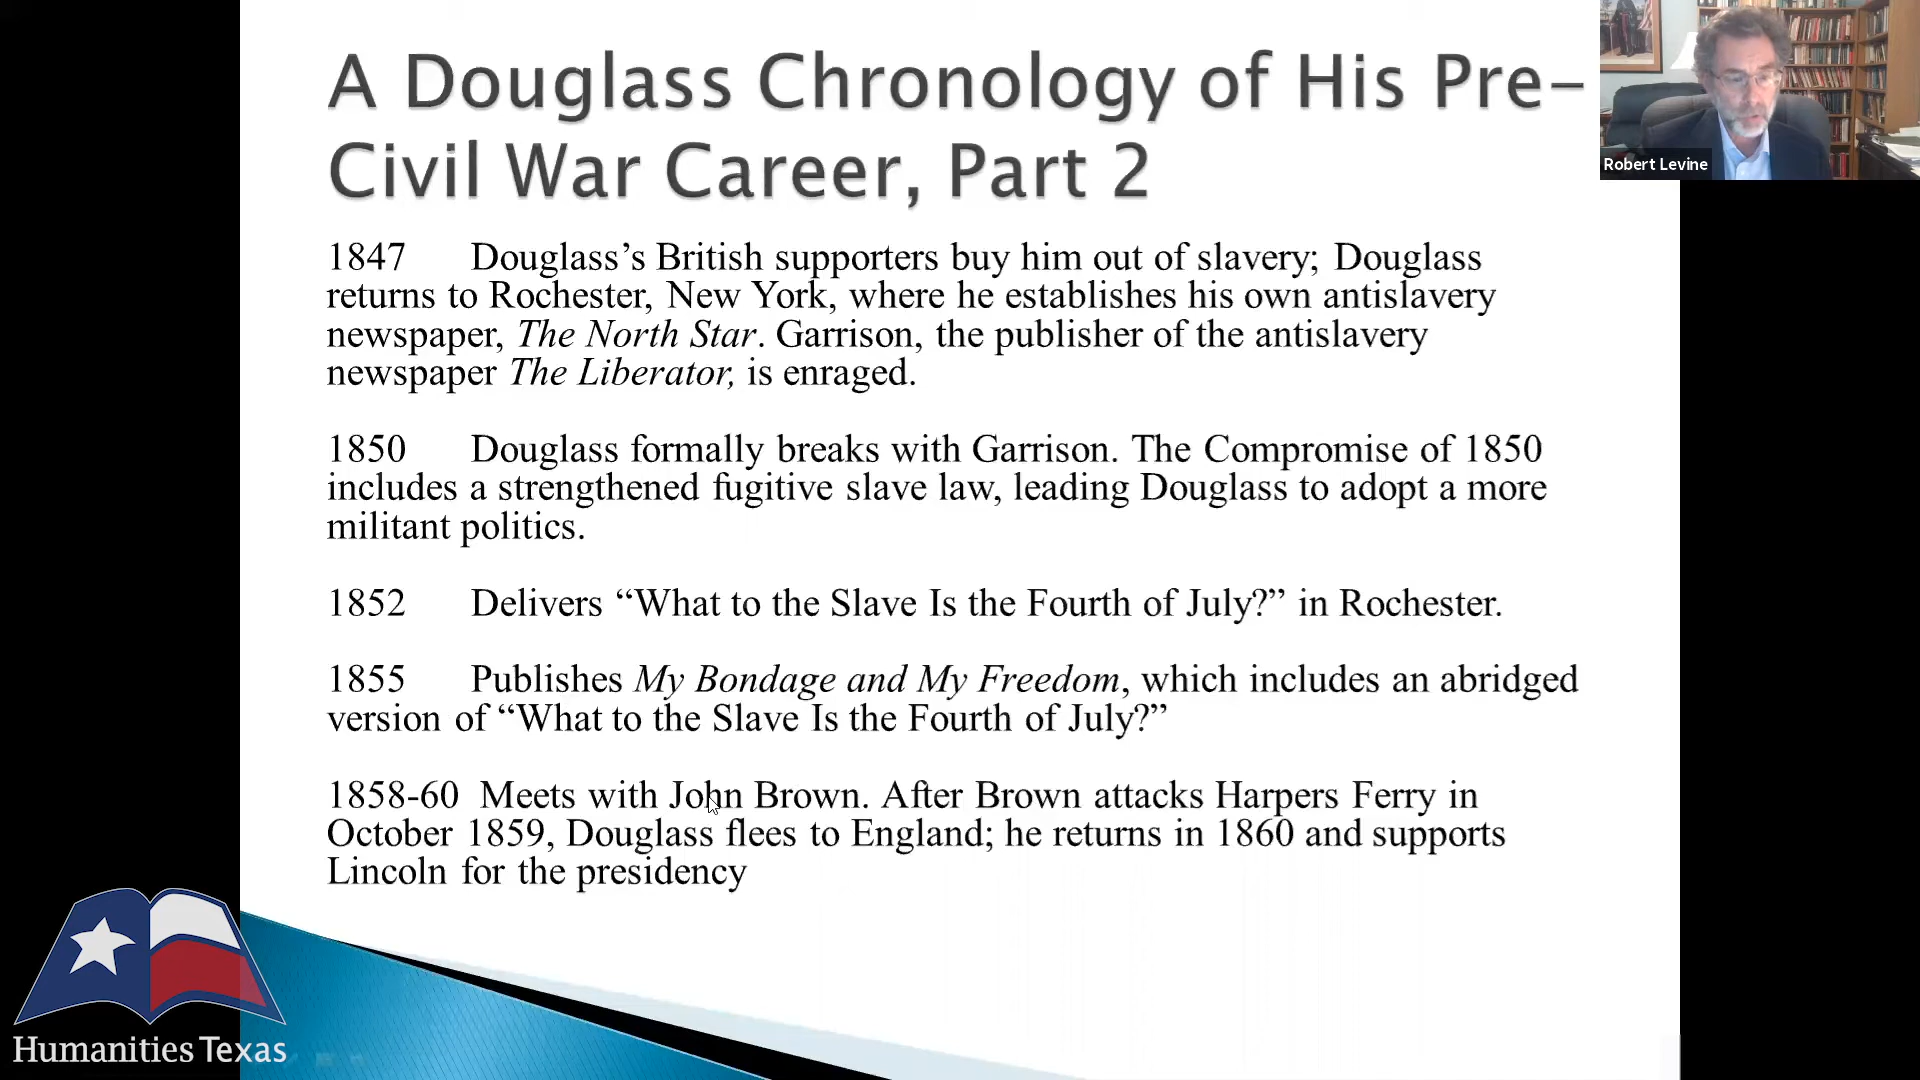 A Douglass Chronology of His Pre-
Civil War Career, Part 2
Robert Levine
1847 Douglass’s British supporters buy him out of slavery; Douglass
returns to Rochester, New York, where he establishes his own antislavery
newspaper, The North Star. Garrison, the publisher of the antislavery
newspaper The Liberator, is enraged.
1850 Douglass formally breaks with Garrison. The Compromise of 1850
includes a strengthened fugitive slave law, leading Douglass to adopt a more
militant politics.
1852 Delivers “What to the Slave Is the Fourth of July?” in Rochester.
1855 Publishes My Bondage and My Freedom, which includes an abridged
version of “What to the Slave Is the Fourth of July?”
1858-60 Meets with John Brown. After Brown attacks Harpers Ferry in
October 1859, Douglass flees to England; he returns in 1860 and supports
Lincoln for the presidency
Humanities Texas